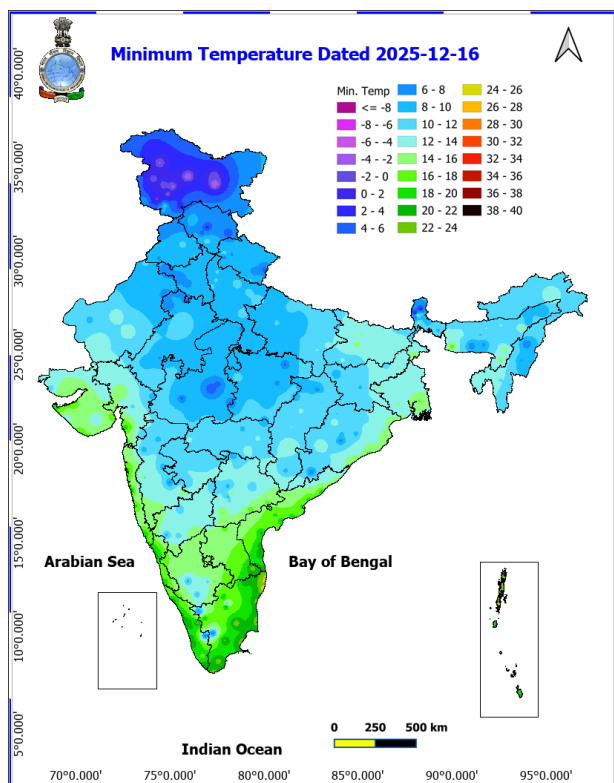 Minimum Temperature Dated 2025-12-16
Min. Temp
<= -8
-8 - -6
-6 - -4
-4 - -2
-2 - 0
0 - 2
2 - 4
4 - 6
6 - 8
8 - 10
10 - 12
12 - 14
14 - 16
16 - 18
18 - 20
20 - 22
22 - 24
24 - 26
26 - 28
28 - 30
30 - 32
32 - 34
34 - 36
36 - 38
38 - 40
40°0.000'
35°0.000'
30°0.000'
25°0.000'
20°0.000'
15°0.000'
10°0.000'
5°0.000'
Arabian Sea
Bay of Bengal
Indian Ocean
0 250 500 km
70°0.000' 75°0.000' 80°0.000' 85°0.000' 90°0.000' 95°0.000'